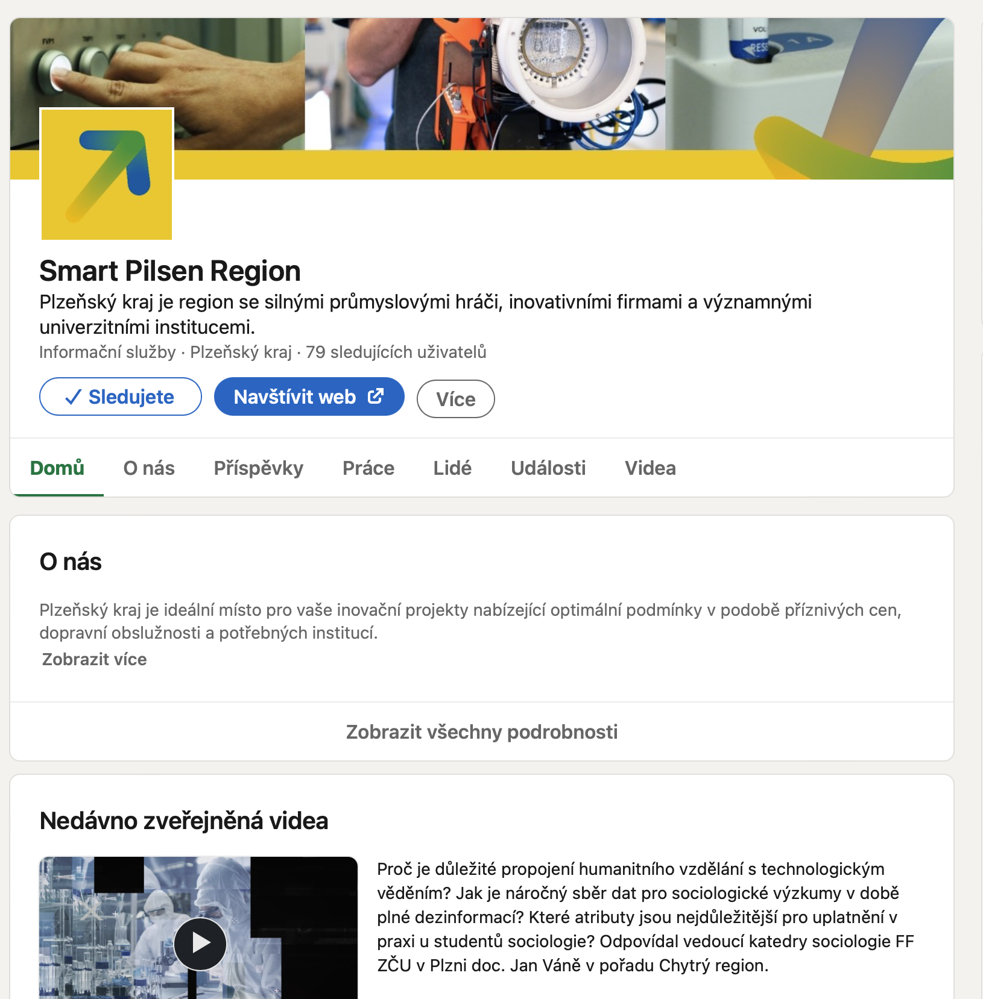 FVP1
TMP1
VOL
RESE
1 A
Smart Pilsen Region
Plzeňský kraj je region se silnými průmyslovými hráči, inovativními firmami a významnými
univerzitními institucemi.
Informační služby · Plzeňský kraj · 79 sledujících uživatelů
Sledujete
Navštívit web
Více
Domů
O nás
Příspěvky
Práce
Lidé
Události
Videa
O nás
Plzeňský kraj je ideální místo pro vaše inovační projekty nabízející optimální podmínky v podobě příznivých cen,
dopravní obslužnosti a potřebných institucí.
Zobrazit více
Zobrazit všechny podrobnosti
Nedávno zveřejněná videa
Proč je důležité propojení humanitního vzdělání s technologickým
věděním? Jak je náročný sběr dat pro sociologické výzkumy v době
plné dezinformací? Které atributy jsou nejdůležitější pro uplatnění v
praxi u studentů sociologie? Odpovídal vedoucí katedry sociologie FF
ZČU v Plzni doc. Jan Váně v pořadu Chytrý region.